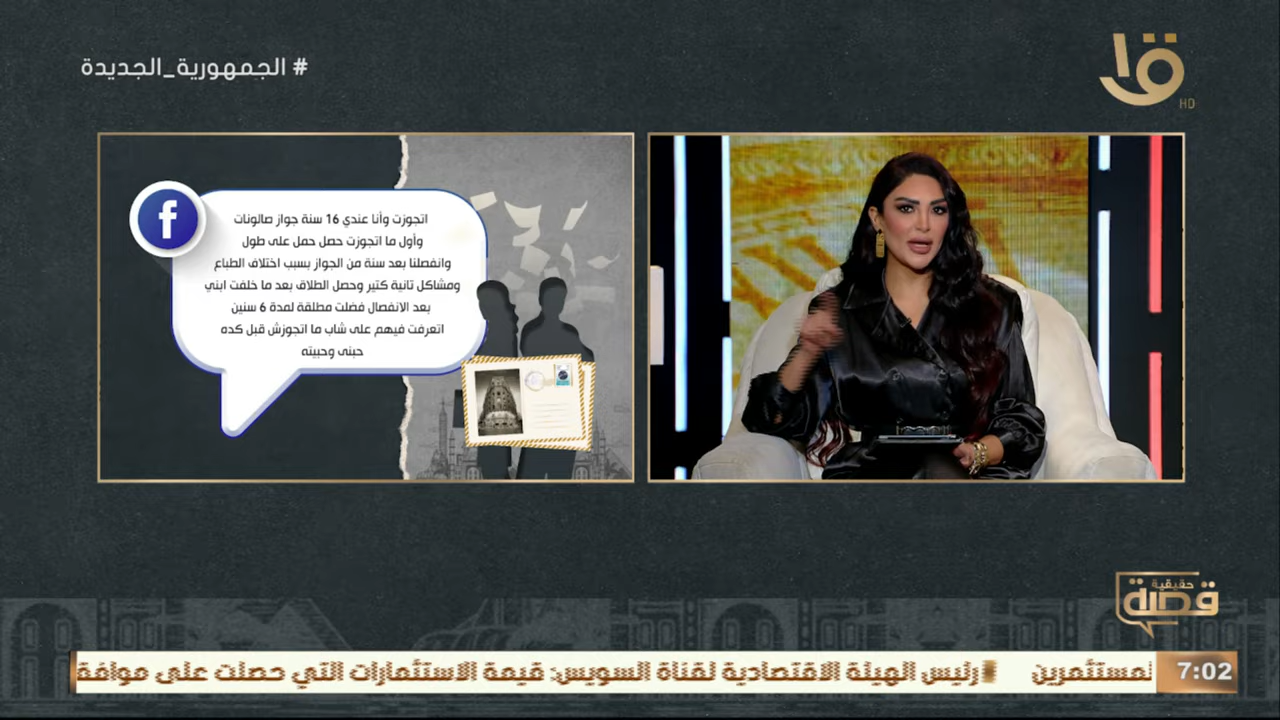 # الجمهورية_الجديدة
HD
اتجوزت وأنا عندي 16 سنة جواز صالونات
وأول ما اتجوزت حصل حمل على طول
وانفصلنا بعد سنة من الجواز بسبب اختلاف الطباع
ومشاكل تانية كتير وحصل الطلاق بعد ما خلفت ابني
بعد الانفصال فضلت مطلقة لمدة 6 سنين
اتعرفت فيهم على شاب ما اتجوزش قبل كده
حبنى وحبيته
قصة حقيقية
7:02
لمستثمرين رئيس الهيئة الاقتصادية لقناة السويس: قيمة الاستثمارات التي حصلت على موافقة